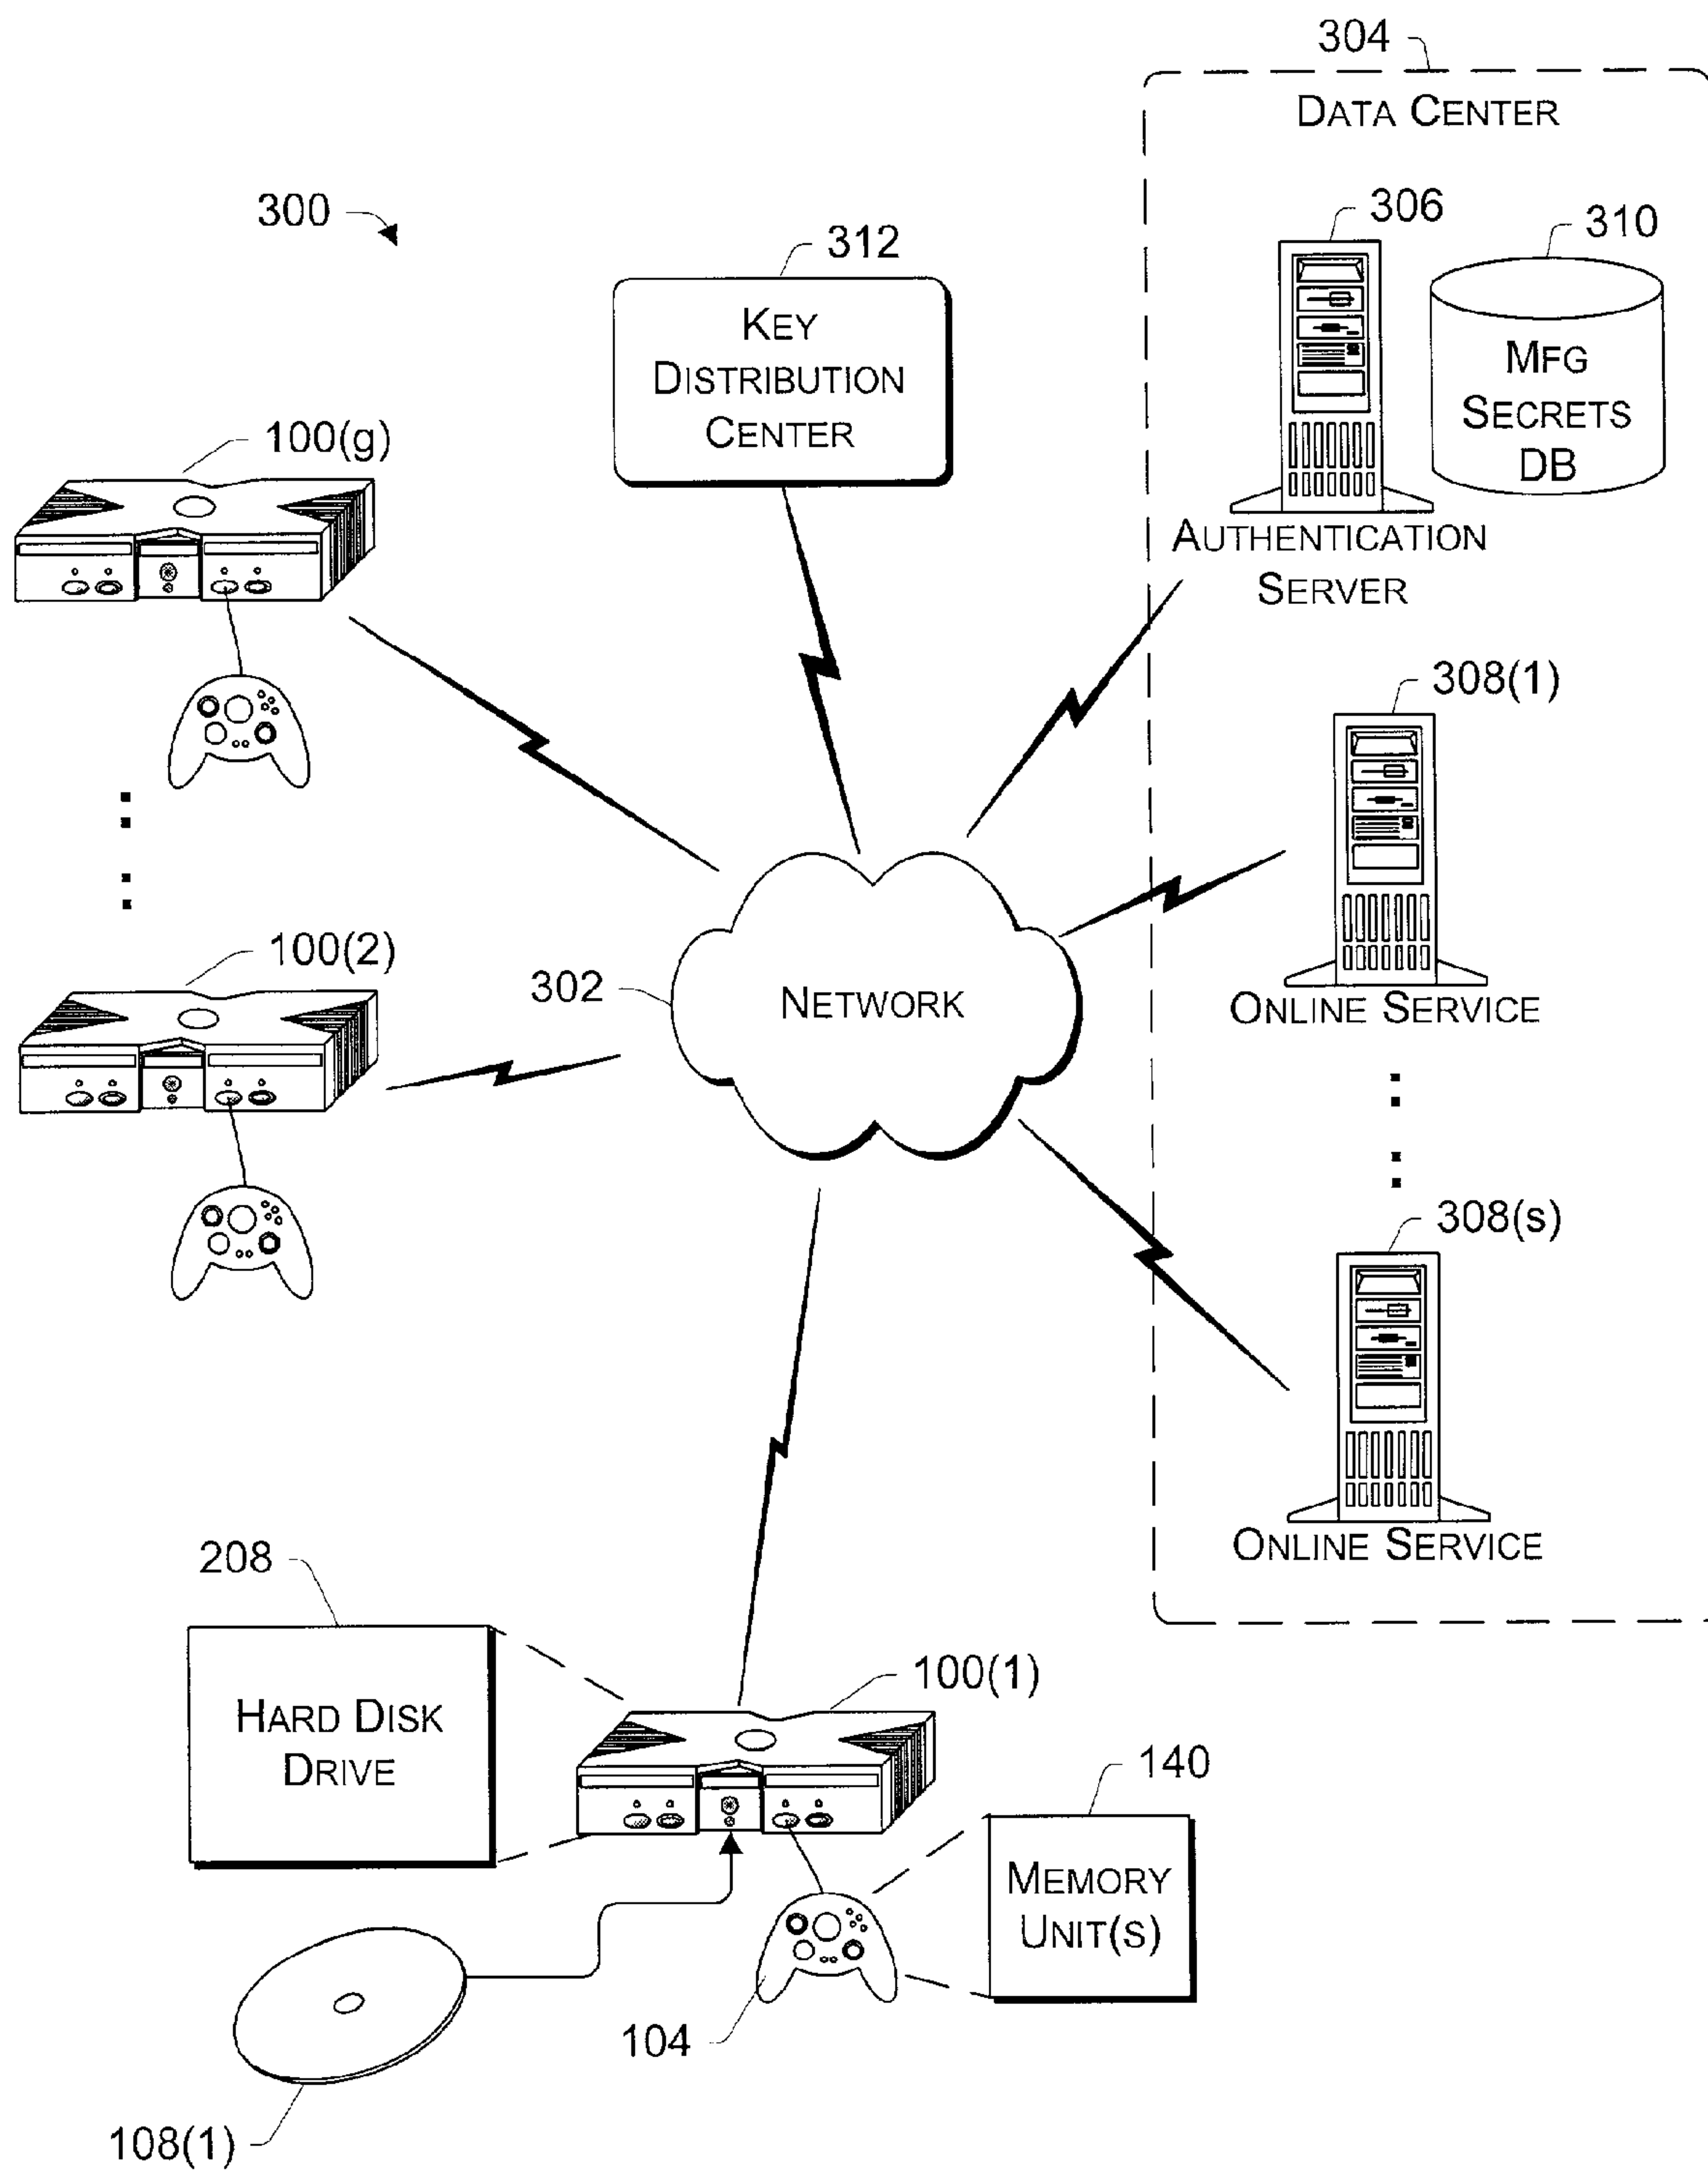 304
DATA CENTER
300
312
306
310
KEY
DISTRIBUTION
CENTER
MFG
SECRETS
DB
100(g)
AUTHENTICATION
SERVER
308(1)
100(2)
302
NETWORK
ONLINE SERVICE
308(s)
ONLINE SERVICE
208
HARD DISK
DRIVE
100(1)
140
MEMORY
UNIT(S)
104
108(1)